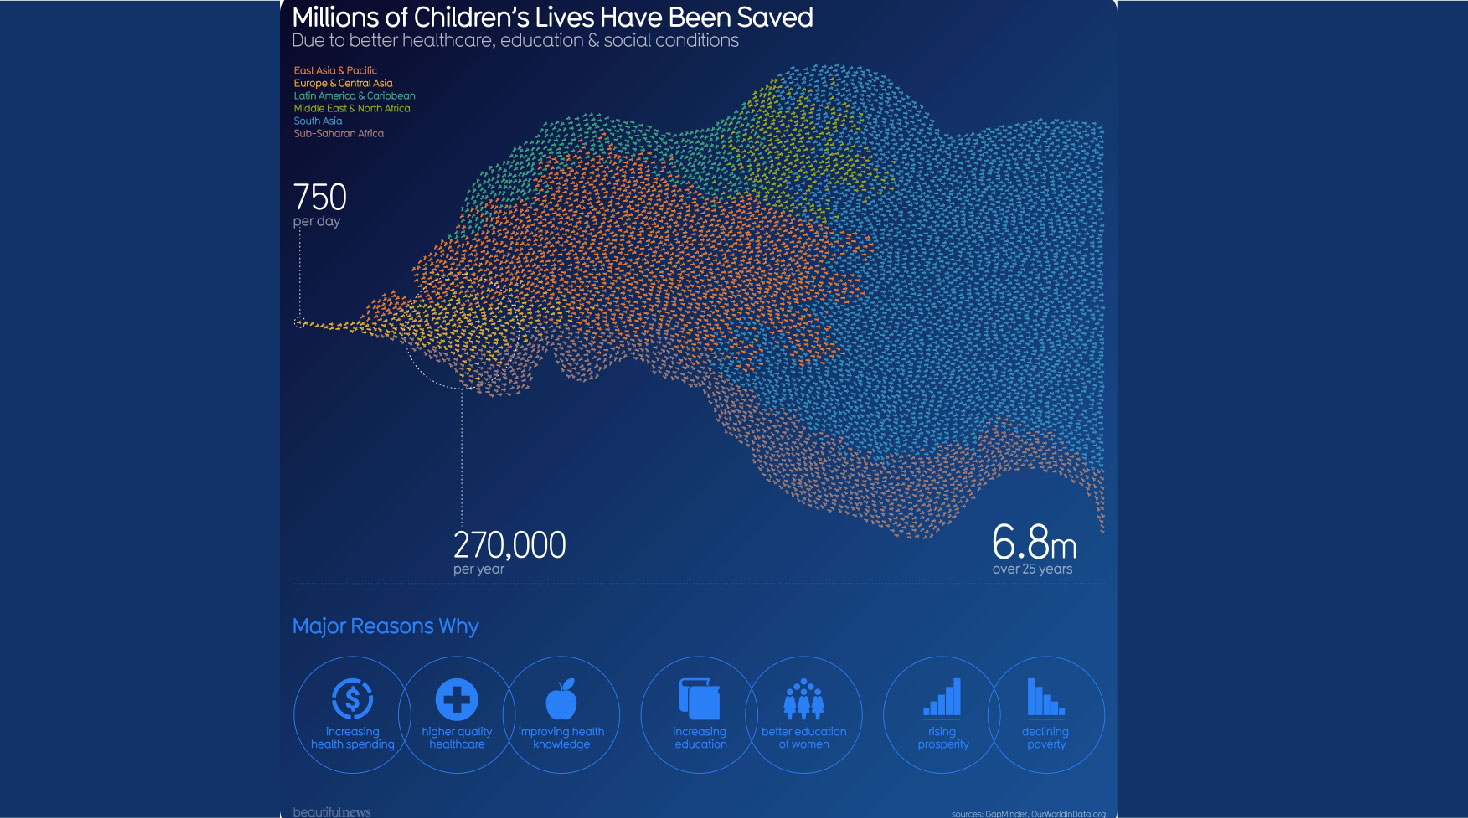 Millions of Children's Lives Have Been Saved
Due to better healthcare, education & social conditions
East Asia & Pacific
Europe & Central Asia
Latin America & Caribbean
Middle East & North Africa
South Asia
Sub-Saharan Africa
750
per day
270,000
per year
6.8m
over 25 years
Major Reasons Why
increasing
health spending
higher quality
healthcare
improving health
knowledge
increasing
education
better education
of women
rising
prosperity
declining
poverty
beautifulnews
sources: GapMinder, OurWorldinData.org